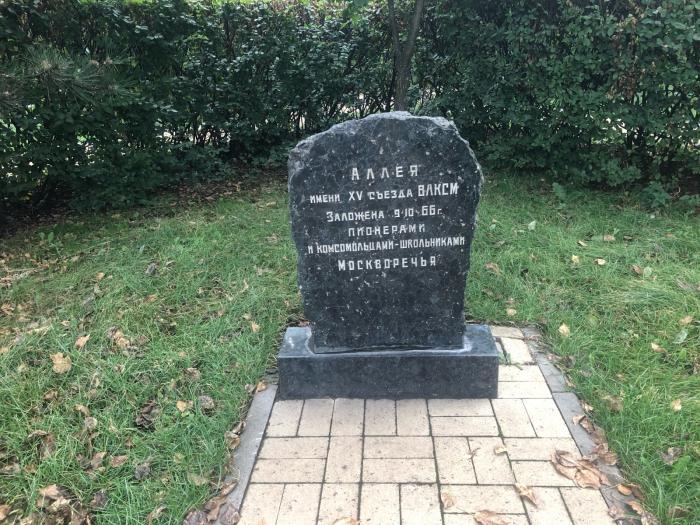 Аллея
имени XV съезда ВЛКСМ
Заложена 9·10·66г.
пионерами
и комсомольцами-школьниками
Москворечья